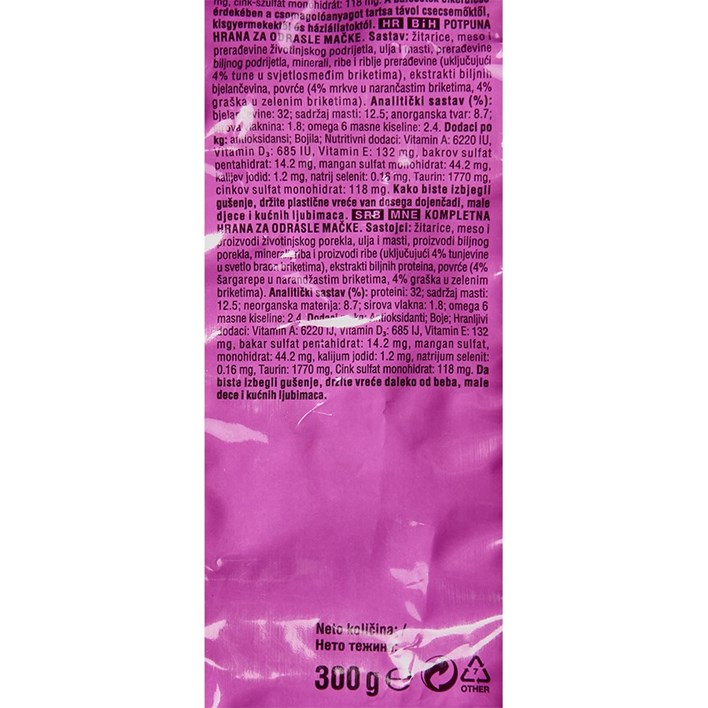 mg, cink-szulfát monohidrát: 118 mg. A balesetek elkerülése
érdekében a csomagolóanyagot tartsa távol csecsemőktől,
kisgyermekektől és háziállatoktól. HR BiH POTPUNA
HRANA ZA ODRASLE MAČKE. Sastav: žitarice, meso i
prerađevine životinjskog podrijetla, ulja i masti, prerađevine
biljnog podrijetla, minerali, ribe i riblje prerađevine (uključujući
4% tune u svjetlosmeđim briketima), ekstrakti biljnih
bjelančevina, povrće (4% mrkve u narančastim briketima, 4%
graška u zelenim briketima). Analitički sastav (%):
bjelančevine: 32; sadržaj masti: 12.5; anorganska tvar: 8.7;
sirova vlaknina: 1.8; omega 6 masne kiseline: 2.4. Dodaci po
kg: antioksidansi; Bojila; Nutritivni dodaci: Vitamin A: 6220 IU,
Vitamin D₃: 685 IU, Vitamin E: 132 mg, bakrov sulfat
pentahidrat: 14.2 mg, mangan sulfat monohidrat: 44.2 mg,
kalijev jodid: 1.2 mg, natrij selenit: 0.16 mg, Taurin: 1770 mg,
cinkov sulfat monohidrat: 118 mg. Kako biste izbjegli
gušenje, držite plastične vreće van dosega dojenčadi, male
djece i kućnih ljubimaca. SRB MNE KOMPLETNA
HRANA ZA ODRASLE MAČKE. Sastojci: žitarice, meso i
proizvodi životinjskog porekla, ulja i masti, proizvodi biljnog
porekla, minerali, riba i proizvodi ribe (uključujući 4% tunjevine
u svetlo braon briketima), ekstrakti biljnih proteina, povrće (4%
šargarepe u narandžastim briketima, 4% graška u zelenim
briketima). Analitički sastav (%): proteini: 32; sadržaj masti:
12.5; neorganska materija: 8.7; sirova vlakna: 1.8; omega 6
masne kiseline: 2.4. Dodaci po kg: Antioksidanti; Boje; Hranljivi
dodaci: Vitamin A: 6220 IJ, Vitamin D₃: 685 IJ, Vitamin E: 132
mg, bakar sulfat pentahidrat: 14.2 mg, mangan sulfat,
monohidrat: 44.2 mg, kalijum jodid: 1.2 mg, natrijum selenit:
0.16 mg, Taurin: 1770 mg, Cink sulfat monohidrat: 118 mg. Da
biste izbegli gušenje, držite vreće daleko od beba, male
dece i kućnih ljubimaca.
Neto količina: /
Нето тежина:
300 g ℮
7
OTHER